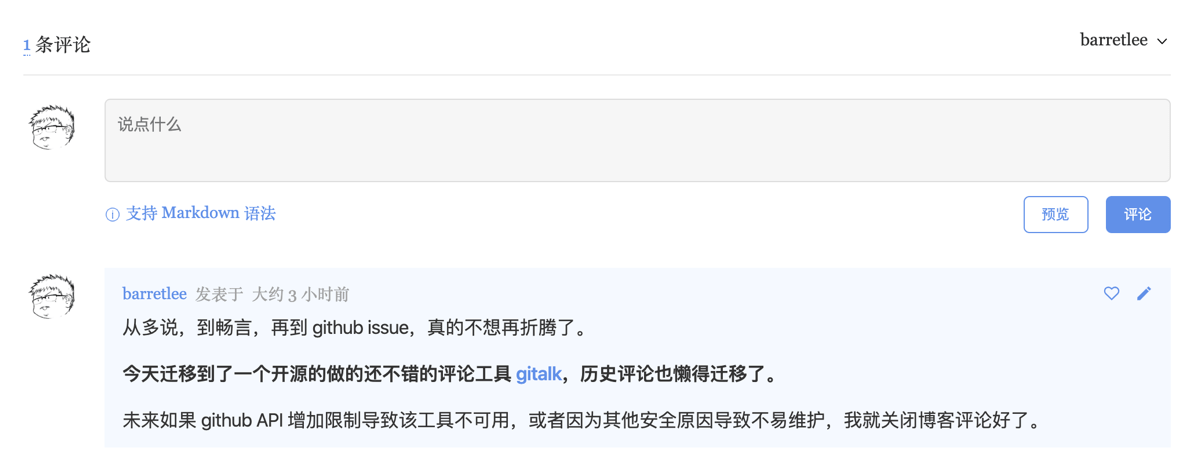 1 条评论
barretlee
说点什么
支持 Markdown 语法
预览
评论
barretlee 发表于 大约 3 小时前
从多说，到畅言，再到 github issue，真的不想再折腾了。
今天迁移到了一个开源的做的还不错的评论工具 gitalk，历史评论也懒得迁移了。
未来如果 github API 增加限制导致该工具不可用，或者因为其他安全原因导致不易维护，我就关闭博客评论好了。